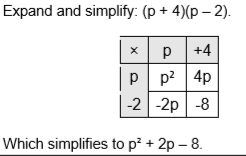 Expand and simplify: (p + 4)(p – 2).
× p +4
p p² 4p
-2 -2p -8
Which simplifies to p² + 2p – 8.